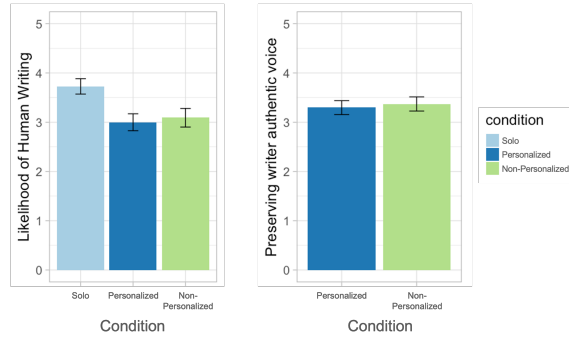 Likelihood of Human Writing
5
4
3
2
1
0
Solo
Personalized
Non-
Personalized
Condition
Preserving writer authentic voice
5
4
3
2
1
0
Personalized
Non-
Personalized
Condition
condition
Solo
Personalized
Non-Personalized